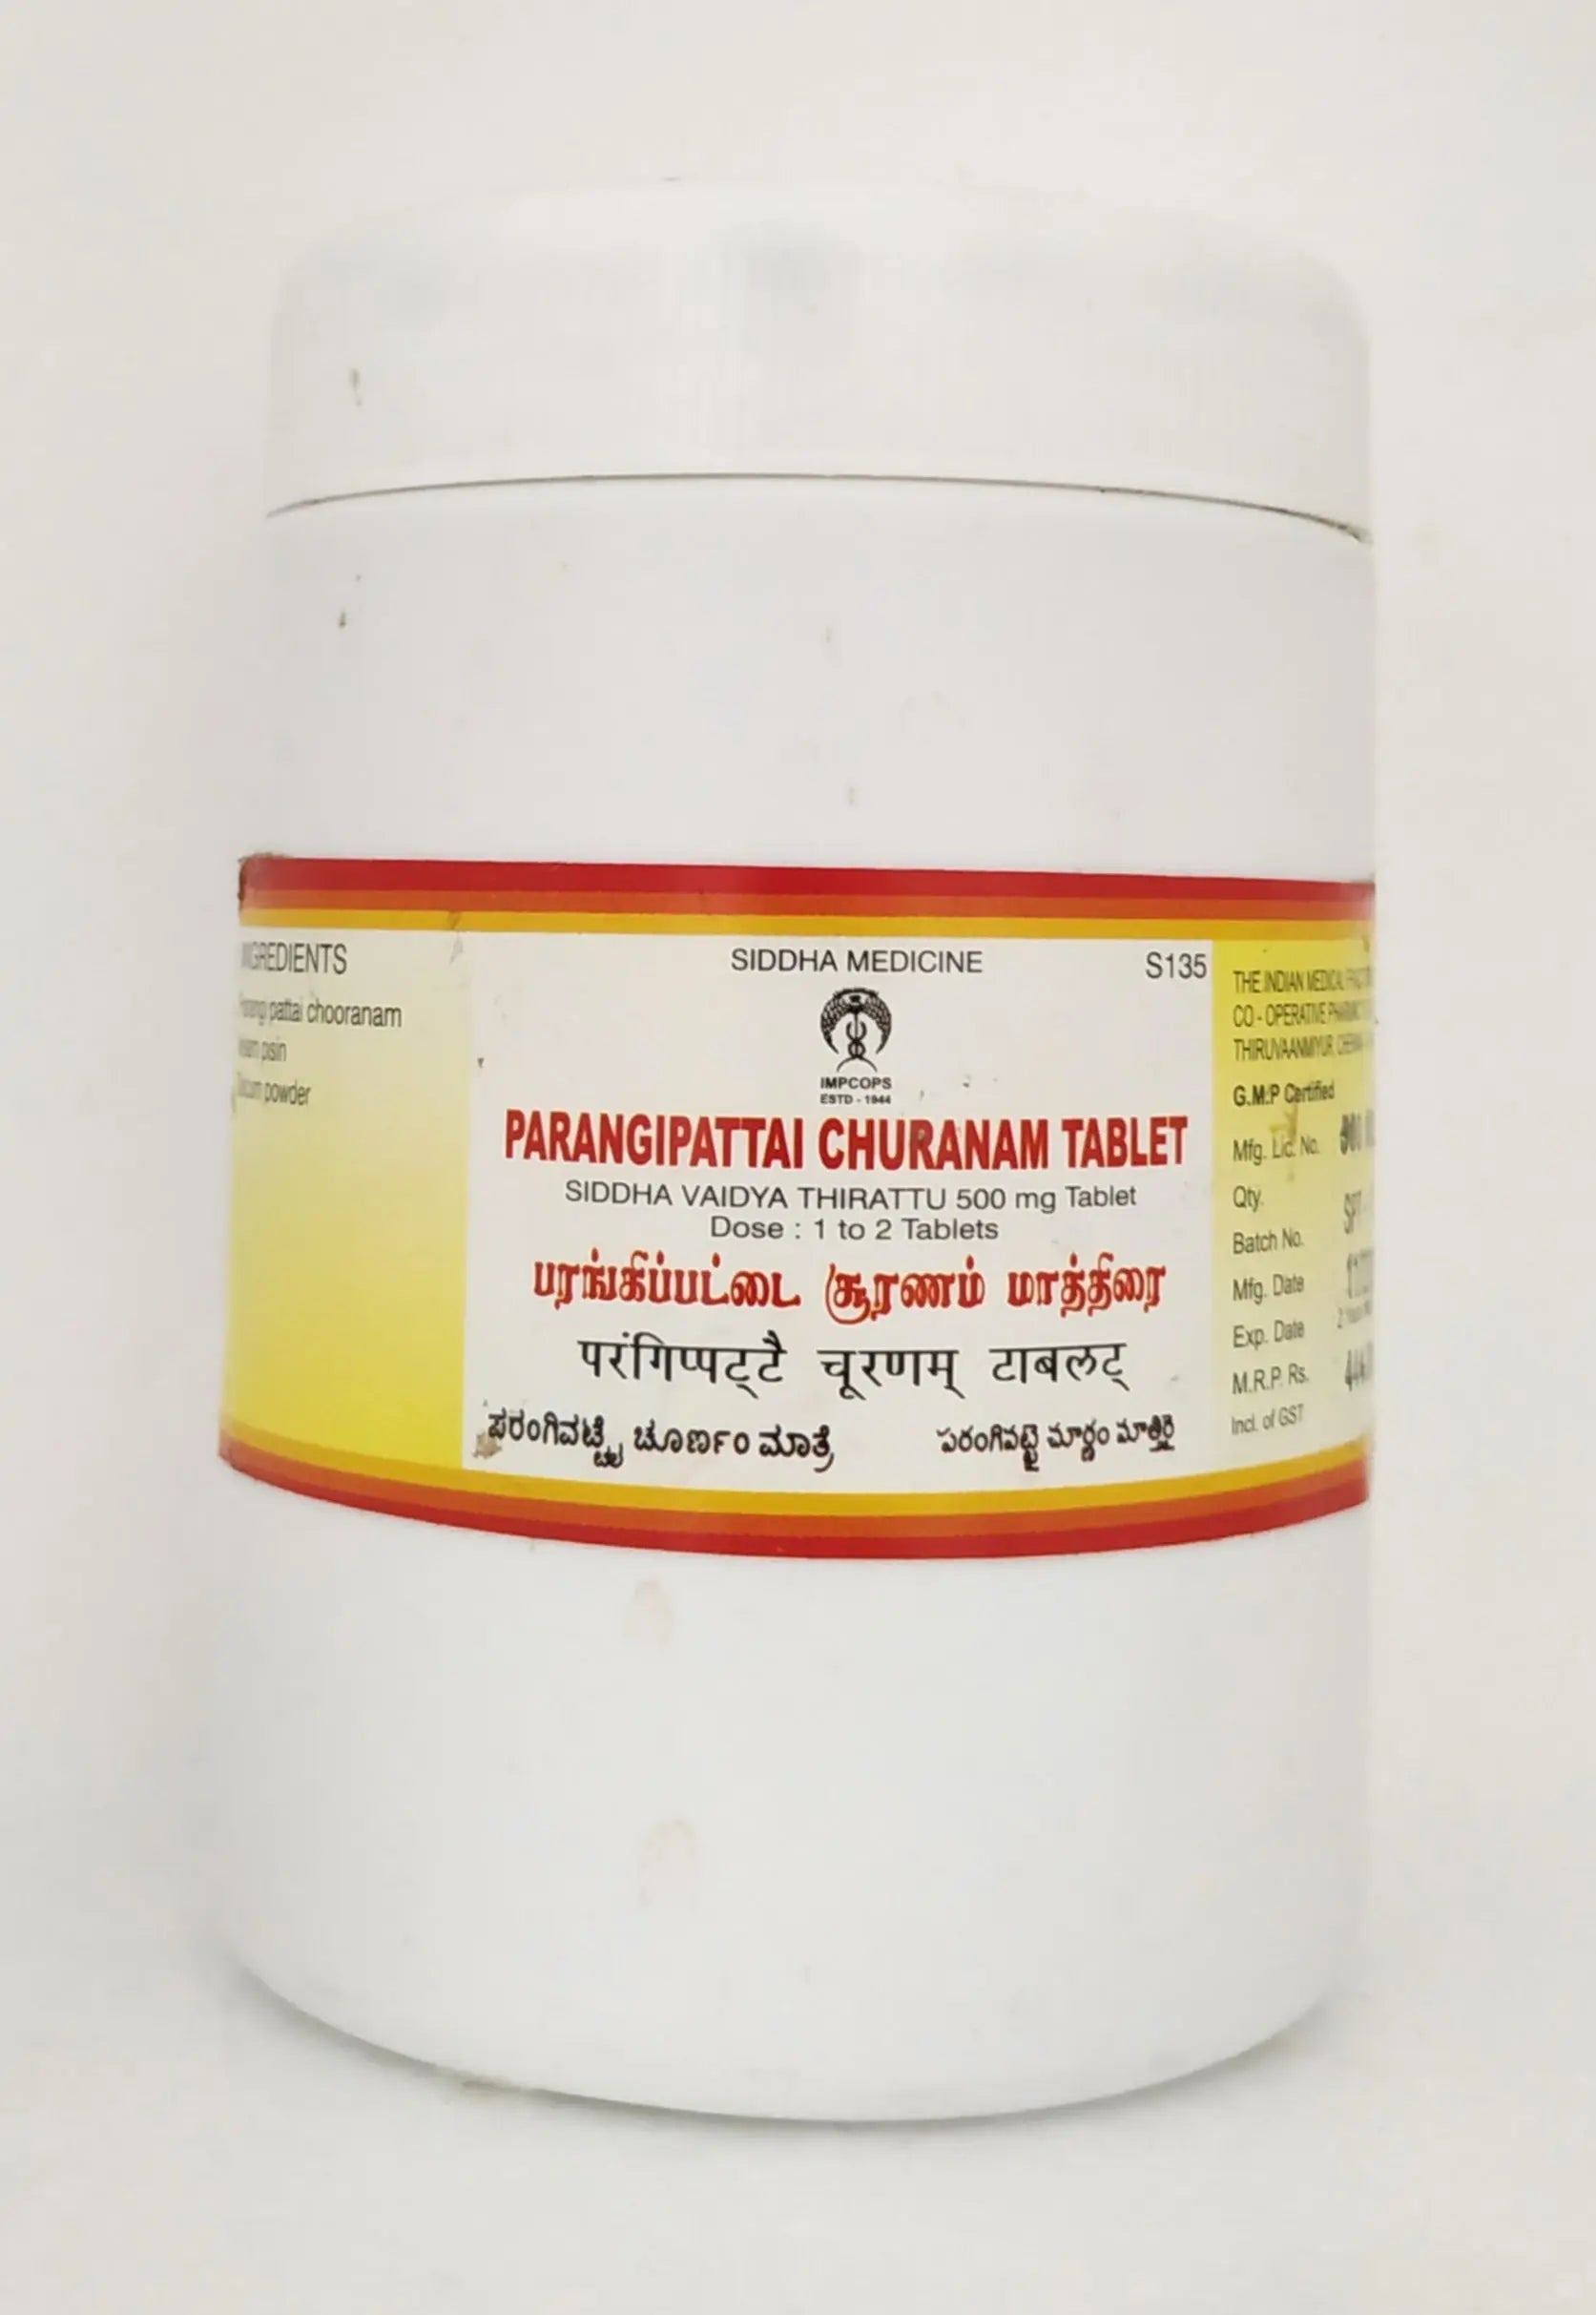 INGREDIENTS
pattai chooranam
pisin
powder
SIDDHA MEDICINE
S135
IMPCOPS
ESTD - 1944
PARANGIPATTAI CHURANAM TABLET
SIDDHA VAIDYA THIRATTU 500 mg Tablet
Dose : 1 to 2 Tablets
பரங்கிப்பட்டை சூரணம் மாத்திரை
परंगिप्पट्टै चूरणम् टाबलट्
ಪರಂಗಿಪಟ್ಟೈ ಚೂರ್ಣಂ ಮಾತ್ರೆ
THE INDIAN MEDICAL
CO - OPERATIVE
THIRUVAANMIYUR,
G.M.P Certified
Mfg. Lic. No.
Qty.
Batch No.
Mfg. Date
Exp. Date
M.R.P. Rs.
Incl. of GST